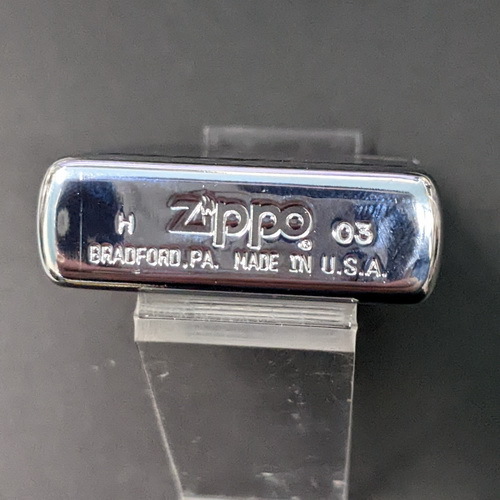 H Zippo ® 03
BRADFORD, PA. MADE IN U.S.A.